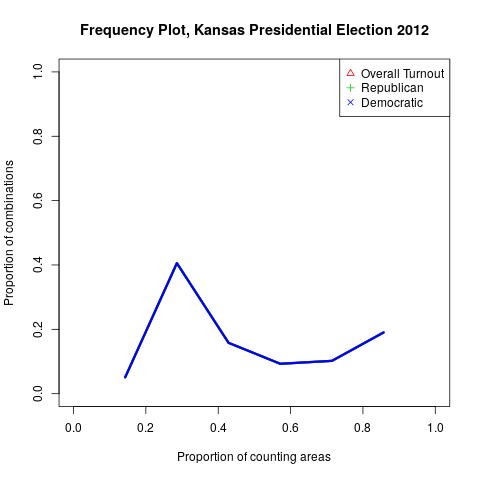 Frequency Plot, Kansas Presidential Election 2012
Overall Turnout
Republican
Democratic
Proportion of combinations
1.0
0.8
0.6
0.4
0.2
0.0
0.0 0.2 0.4 0.6 0.8 1.0
Proportion of counting areas